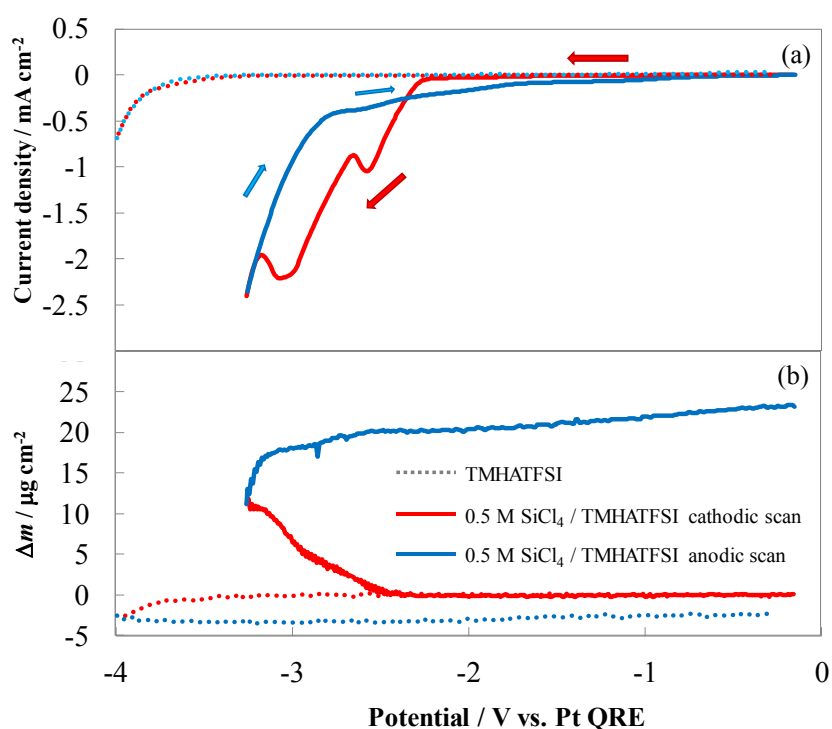 0.5
0
-0.5
-1
-1.5
-2
-2.5
Current density / mA cm-2
(a)
25
20
15
10
5
0
-5
Δm / μg cm-2
(b)
TMHATFSI
0.5 M SiCl4 / TMHATFSI cathodic scan
0.5 M SiCl4 / TMHATFSI anodic scan
-4 -3 -2 -1 0
Potential / V vs. Pt QRE